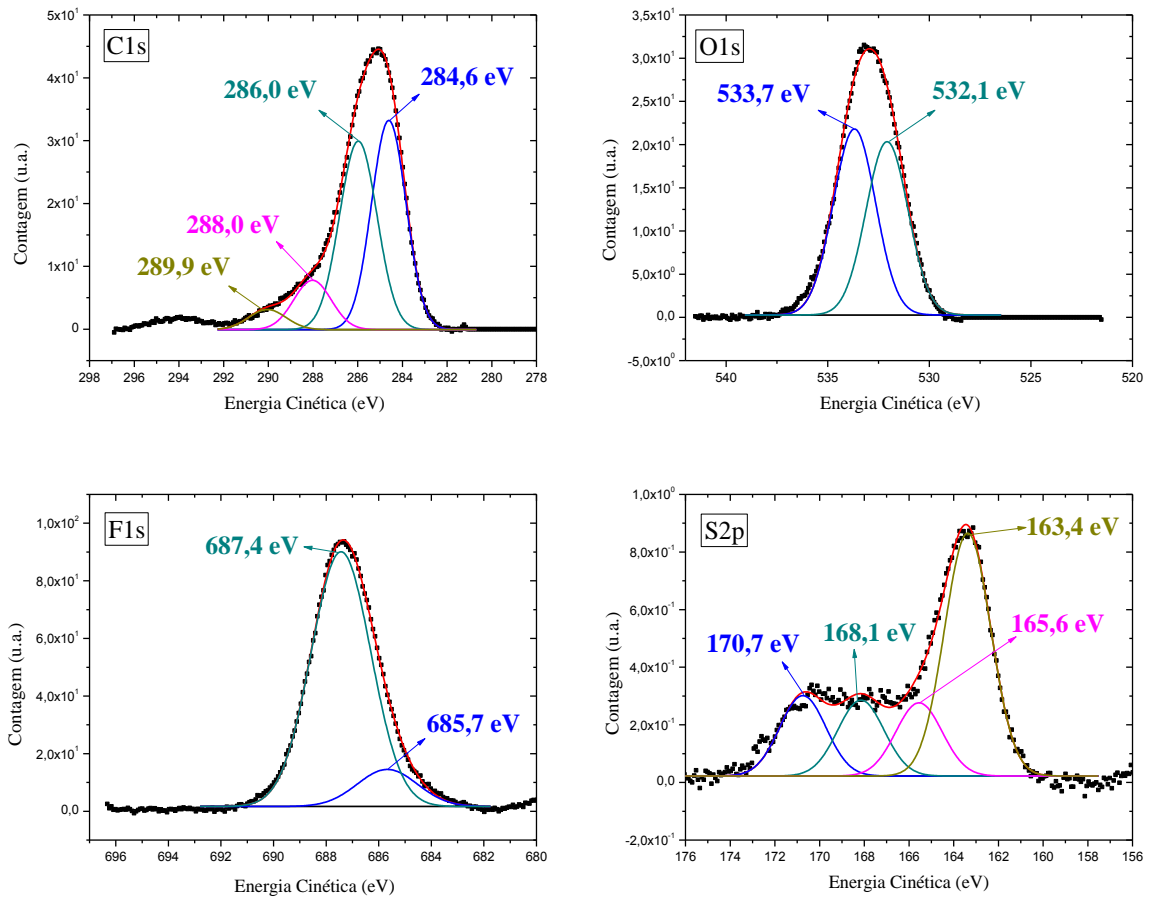 C1s
286,0 eV
284,6 eV
288,0 eV
289,9 eV
5x10¹
4x10¹
3x10¹
2x10¹
1x10¹
0
Contagem (u.a.)
298 296 294 292 290 288 286 284 282 280 278
Energia Cinética (eV)
O1s
533,7 eV
532,1 eV
3,5x10¹
3,0x10¹
2,5x10¹
2,0x10¹
1,5x10¹
1,0x10¹
5,0x10⁰
0,0
-5,0x10⁰
Contagem (u.a.)
540 535 530 525 520
Energia Cinética (eV)
F1s
687,4 eV
685,7 eV
1,0x10²
8,0x10¹
6,0x10¹
4,0x10¹
2,0x10¹
0,0
Contagem (u.a.)
696 694 692 690 688 686 684 682 680
Energia Cinética (eV)
S2p
163,4 eV
165,6 eV
168,1 eV
170,7 eV
1,0x10⁰
8,0x10⁻¹
6,0x10⁻¹
4,0x10⁻¹
2,0x10⁻¹
0,0
-2,0x10⁻¹
Contagem (u.a.)
176 174 172 170 168 166 164 162 160 158 156
Energia Cinética (eV)